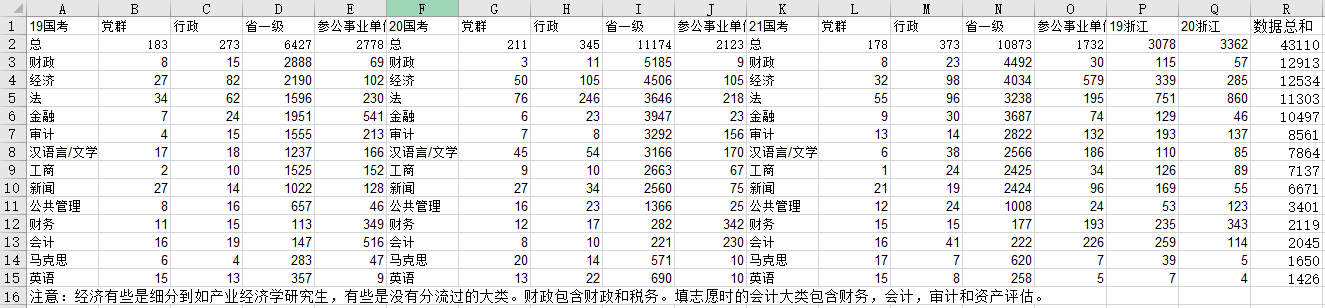 A B C D E F G H I J K L M N O P Q R
1 19国考 党群 行政 省一级 参公事业单位 20国考 党群 行政 省一级 参公事业单位 21国考 党群 行政 省一级 参公事业单位 19浙江 20浙江 数据总和
2 总 183 273 6427 2778 总 211 345 11174 2123 总 178 373 10873 1732 3078 3362 43110
3 财政 8 15 2888 69 财政 3 11 5185 9 财政 8 23 4492 30 115 57 12913
4 经济 27 82 2190 102 经济 50 105 4506 105 经济 32 98 4034 579 339 285 12534
5 法 34 62 1596 230 法 76 246 3646 218 法 55 96 3238 195 751 860 11303
6 金融 7 24 1951 541 金融 6 23 3947 23 金融 9 30 3687 74 129 46 10497
7 审计 4 15 1555 213 审计 7 8 3292 156 审计 13 14 2822 132 193 137 8561
8 汉语言/文学 17 18 1237 166 汉语言/文学 45 54 3166 170 汉语言/文学 6 38 2566 186 110 85 7864
9 工商 2 10 1525 152 工商 9 10 2663 67 工商 1 24 2425 34 126 89 7137
10 新闻 27 14 1022 128 新闻 27 34 2560 75 新闻 21 19 2424 96 169 55 6671
11 公共管理 8 16 657 46 公共管理 16 23 1366 25 公共管理 12 24 1008 24 53 123 3401
12 财务 11 15 113 349 财务 12 17 282 342 财务 15 15 177 193 235 343 2119
13 会计 16 19 147 516 会计 8 10 221 230 会计 16 41 222 226 259 114 2045
14 马克思 6 4 283 47 马克思 20 14 571 10 马克思 17 7 620 7 39 5 1650
15 英语 15 13 357 9 英语 13 22 690 10 英语 15 8 258 5 7 4 1426
16 注意：经济有些是细分到如产业经济学研究生，有些是没有分流过的大类。财政包含财政和税务。填志愿时的会计大类包含财务，会计，审计和资产评估。